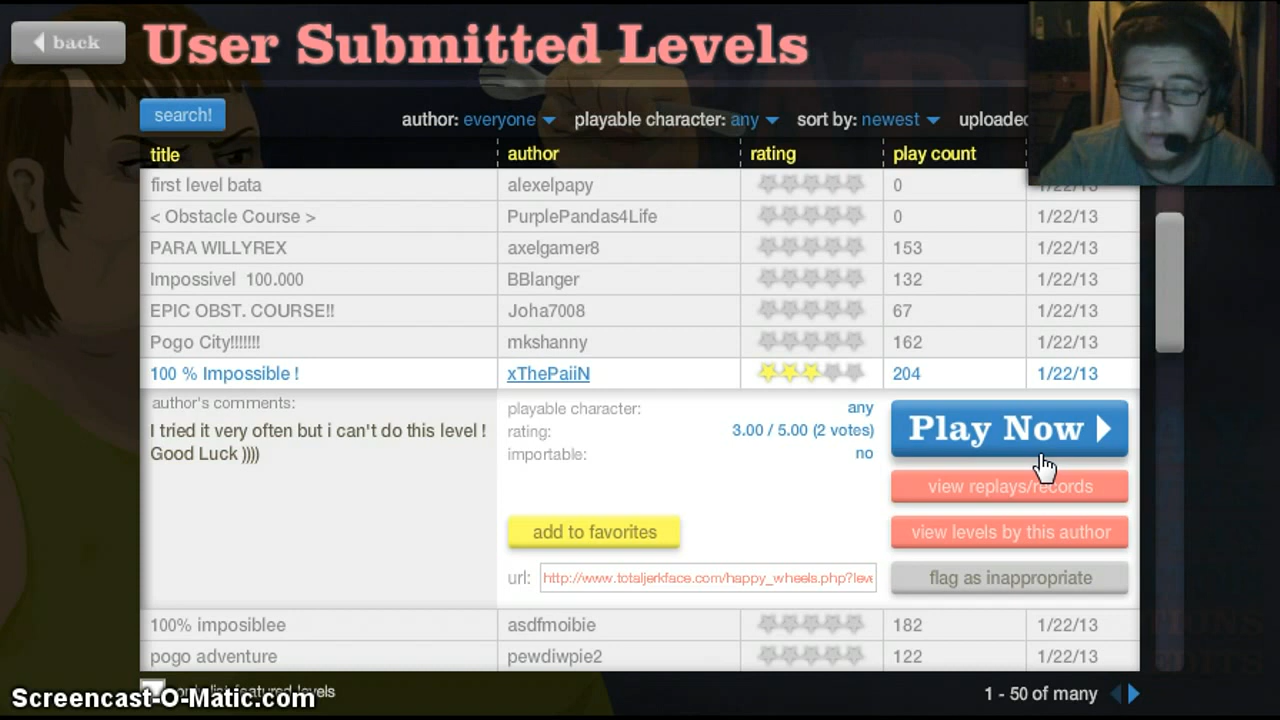 back
User Submitted Levels
search!
author: everyone playable character: any sort by: newest uploaded
title author rating play count
first level bata alexelpapy 0 1/22/13
< Obstacle Course > PurplePandas4Life 0 1/22/13
PARA WILLYREX axelgamer8 153 1/22/13
Impossivel 100.000 BBlanger 132 1/22/13
EPIC OBST. COURSE!! Joha7008 67 1/22/13
Pogo City!!!!!!! mkshanny 162 1/22/13
100 % Impossible ! xThePaiiN 204 1/22/13
author's comments:
I tried it very often but i can't do this level !
Good Luck ))))
playable character: any
rating: 3.00 / 5.00 (2 votes)
importable: no
Play Now
view replays/records
add to favorites
view levels by this author
url: http://www.totaljerkface.com/happy_wheels.php?leve
flag as inappropriate
100% imposiblee asdfmoibie 182 1/22/13
pogo adventure pewdiwpie2 122 1/22/13
featured levels
1 - 50 of many
Screencast-O-Matic.com